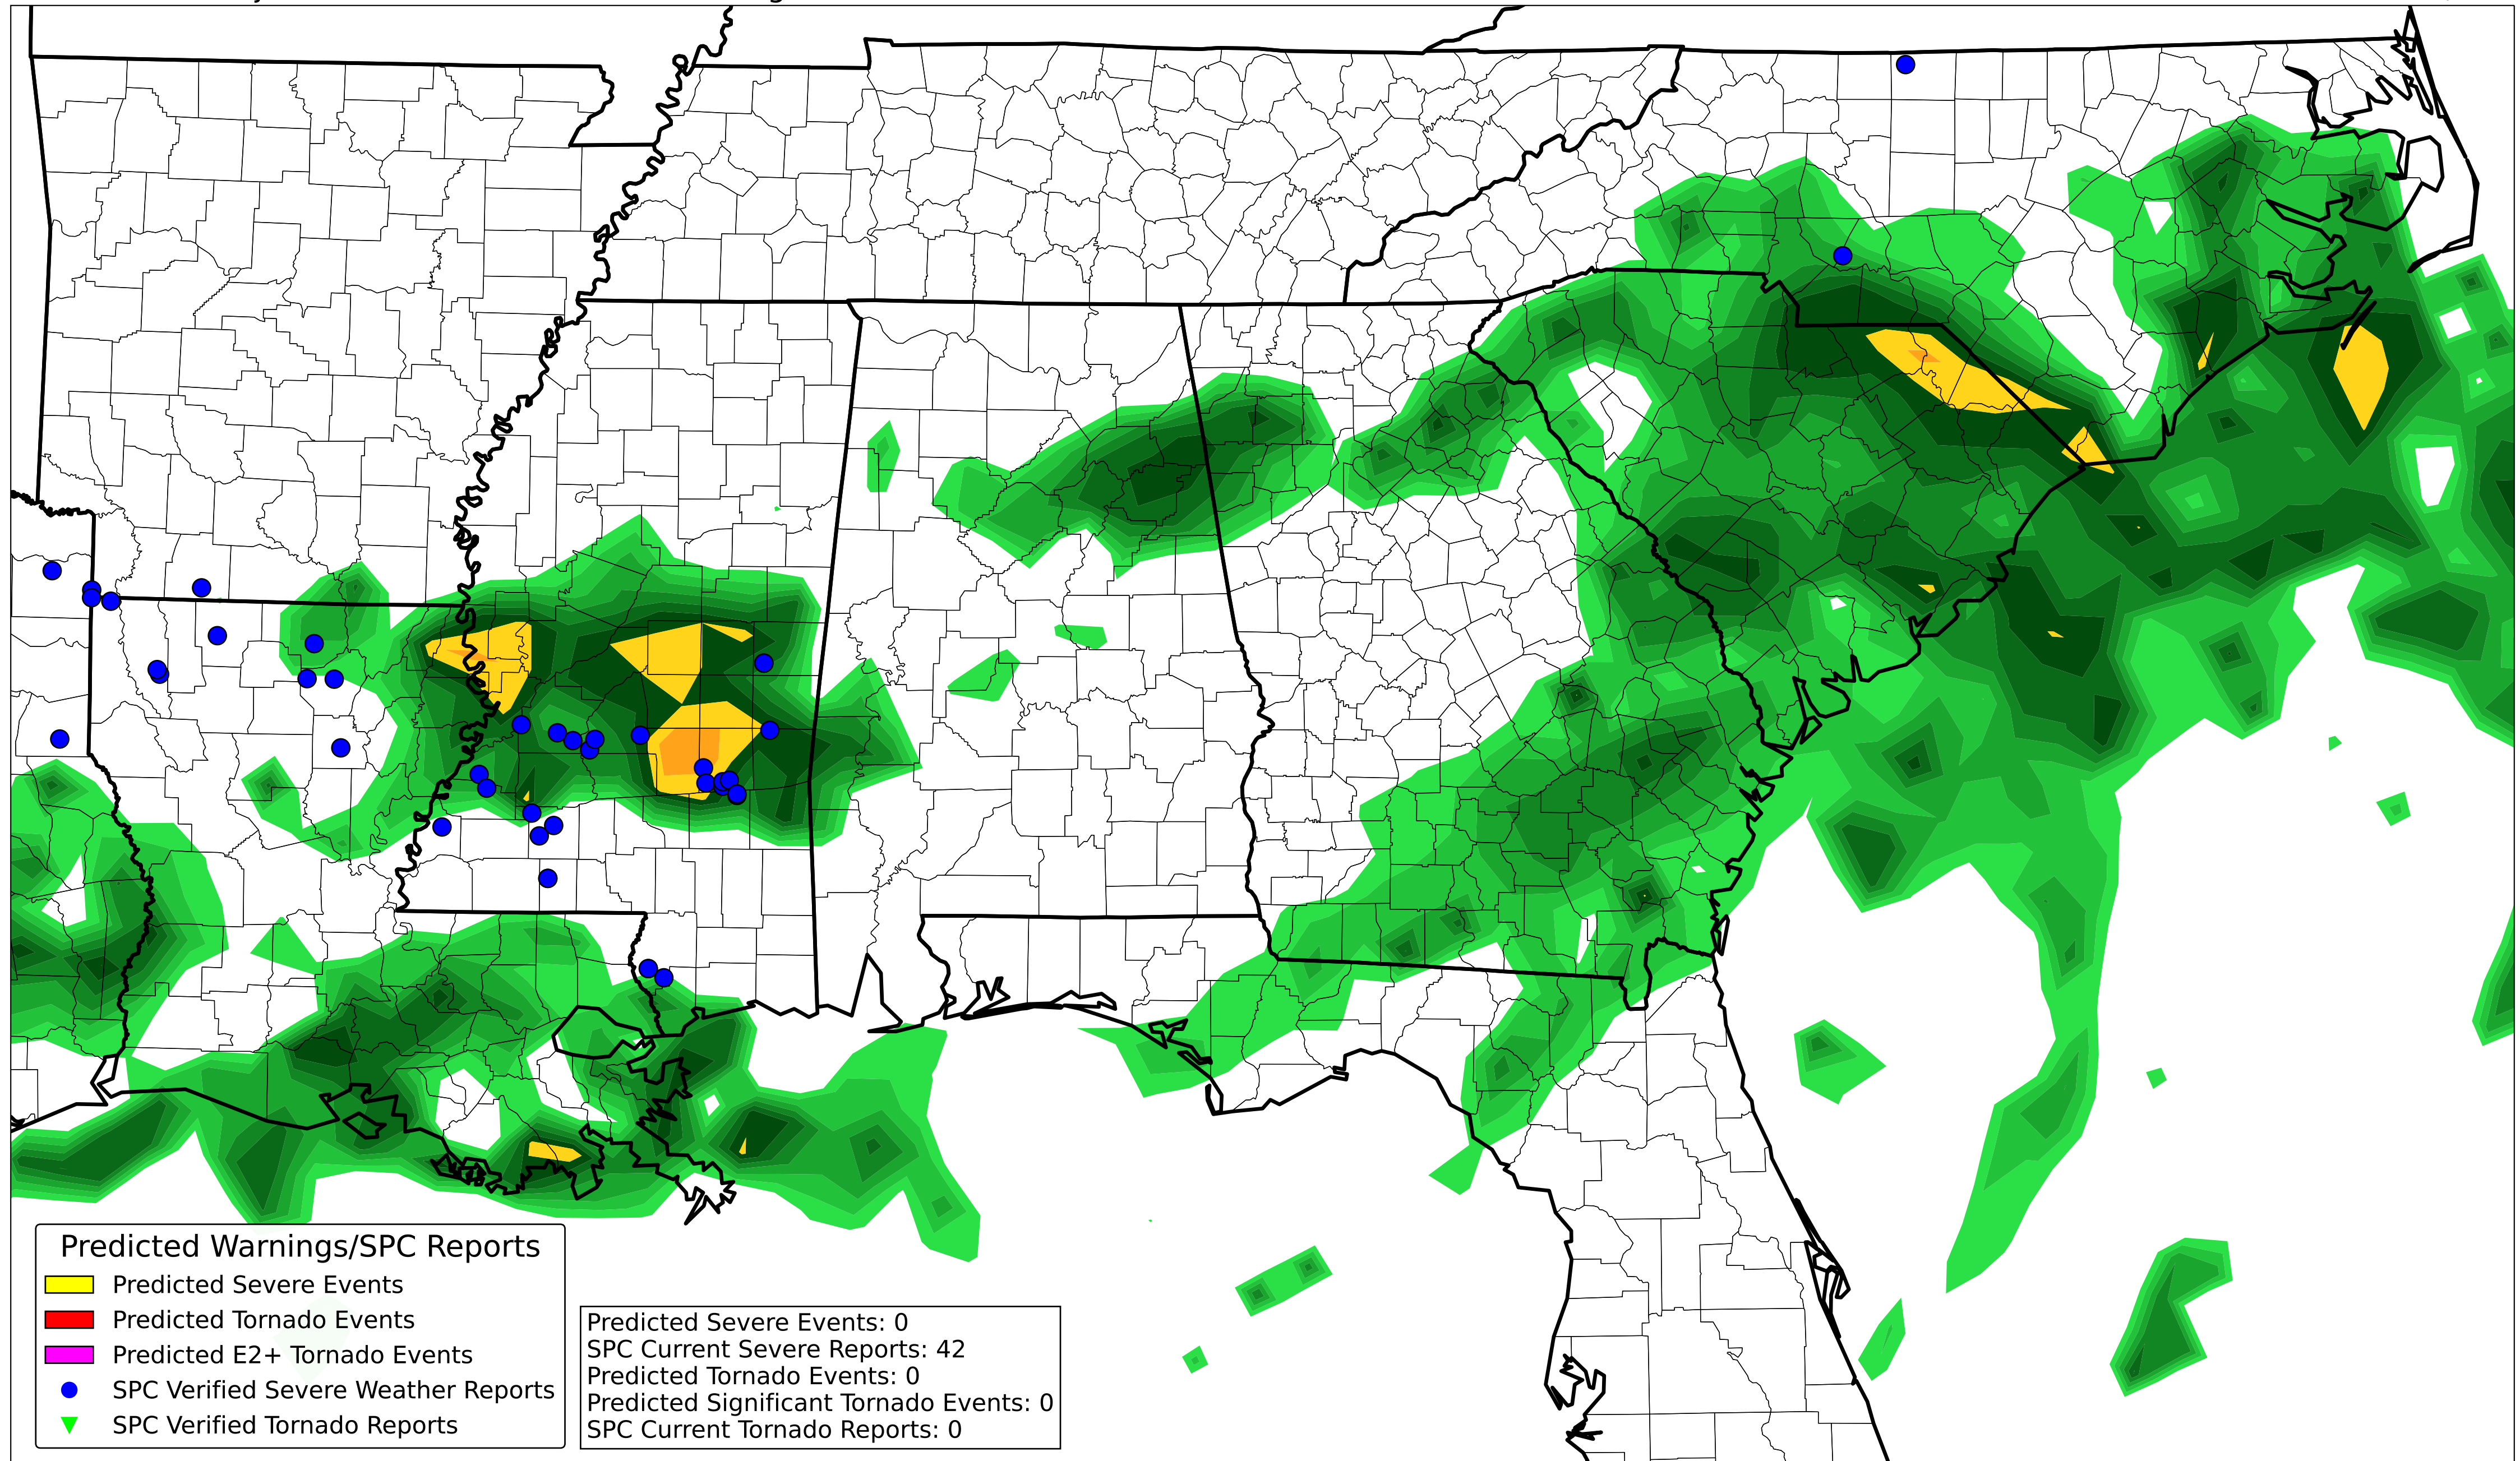 Predicted Warnings/SPC Reports
Predicted Severe Events
Predicted Tornado Events
Predicted E2+ Tornado Events
SPC Verified Severe Weather Reports
SPC Verified Tornado Reports
Predicted Severe Events: 0
SPC Current Severe Reports: 42
Predicted Tornado Events: 0
Predicted Significant Tornado Events: 0
SPC Current Tornado Reports: 0